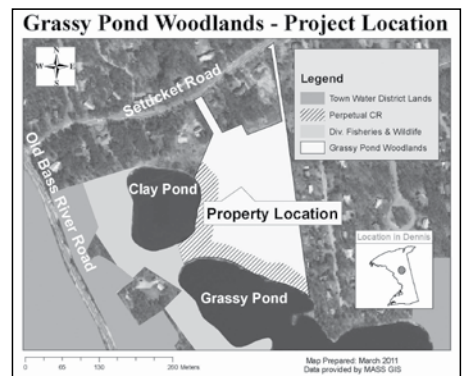 Grassy Pond Woodlands - Project Location
N
W E
S
Setucket Road
Legend
Town Water District Lands
Perpetual CR
Div. Fisheries & Wildlife
Grassy Pond Woodlands
Old Bass River Road
Clay Pond
Property Location
Location in Dennis
Grassy Pond
0 65 130 260 Meters
Map Prepared: March 2011
Data provided by MASS GIS